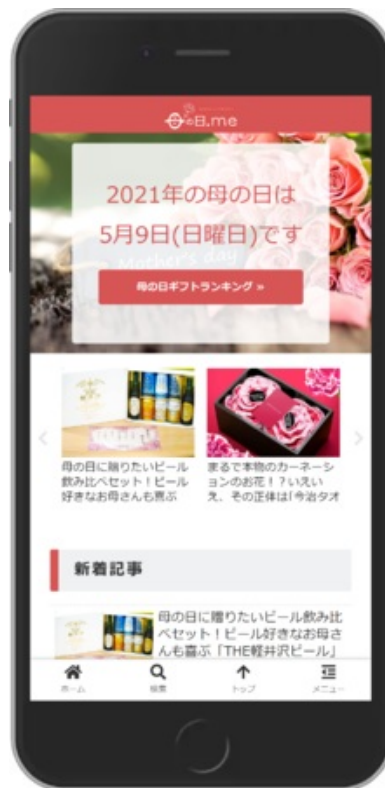 母の日.me
2021年の母の日は
5月9日(日曜日)です
Mother's day
母の日ギフトランキング »
母の日に贈りたいビール
飲み比べセット！ビール
好きなお母さんも喜ぶ
まるで本物のカーネーシ
ョンのお花！？いえい
え、その正体は「今治タオ
新着記事
母の日に贈りたいビール飲み比
べセット！ビール好きなお母さ
んも喜ぶ「THE軽井沢ビール」
ホーム
検索
トップ
メニュー